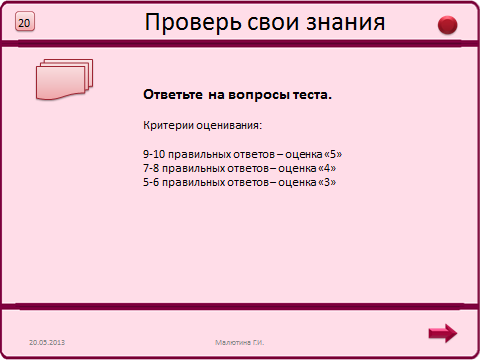 20
Проверь свои знания
Ответьте на вопросы теста.
Критерии оценивания:
9-10 правильных ответов – оценка «5»
7-8 правильных ответов – оценка «4»
5-6 правильных ответов – оценка «3»
20.05.2013
Малютина Г.И.